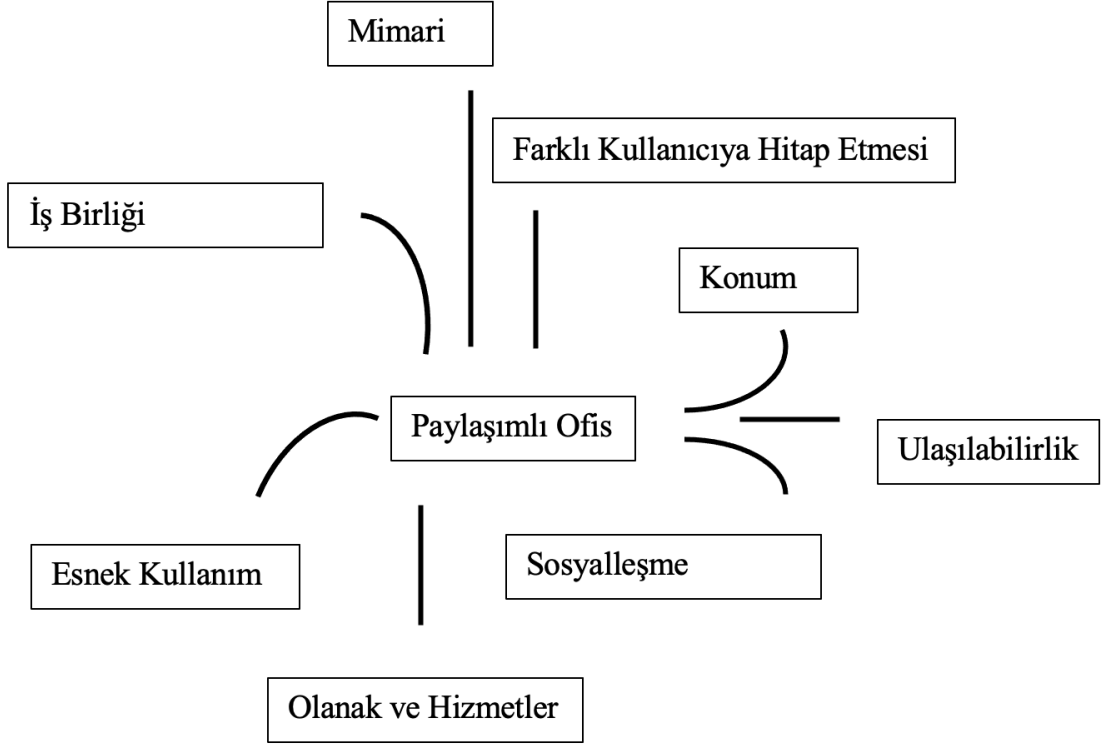 Mimari
Farklı Kullanıcıya Hitap Etmesi
İş Birliği
Konum
Paylaşımlı Ofis
Ulaşılabilirlik
Sosyalleşme
Esnek Kullanım
Olanak ve Hizmetler